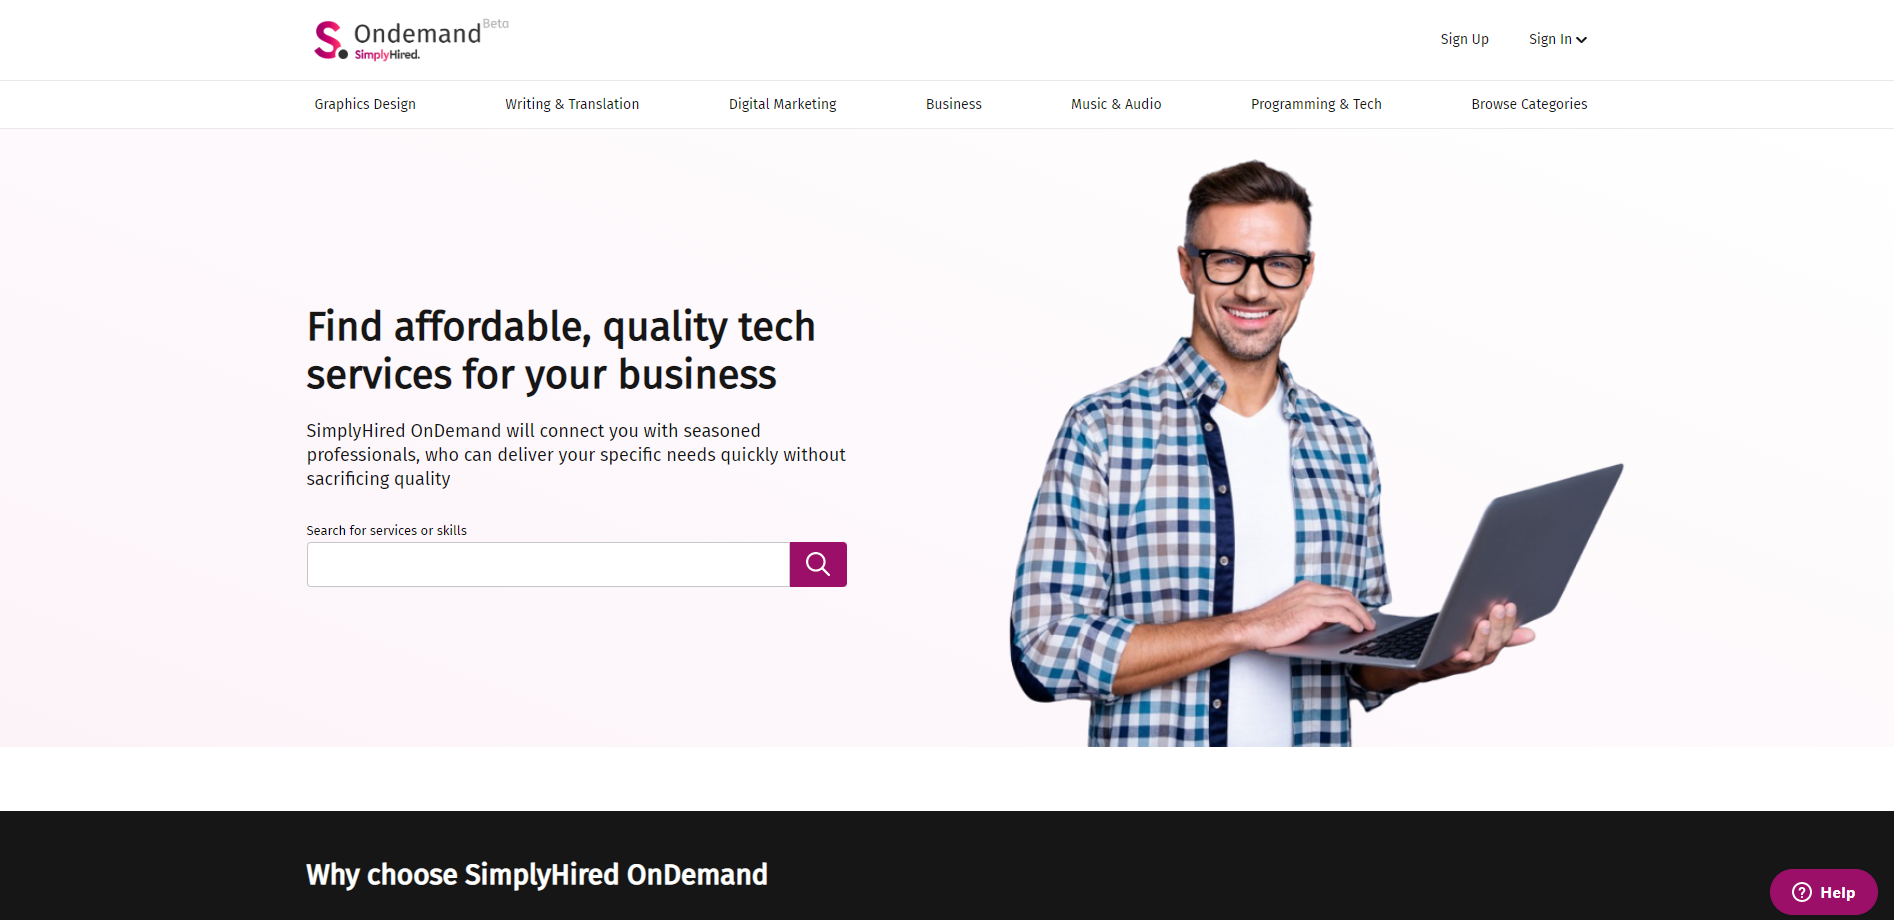 S. Ondemand Beta
SimplyHired.
Sign Up
Sign In
Graphics Design
Writing & Translation
Digital Marketing
Business
Music & Audio
Programming & Tech
Browse Categories
Find affordable, quality tech
services for your business
SimplyHired OnDemand will connect you with seasoned
professionals, who can deliver your specific needs quickly without
sacrificing quality
Search for services or skills
Why choose SimplyHired OnDemand
Help